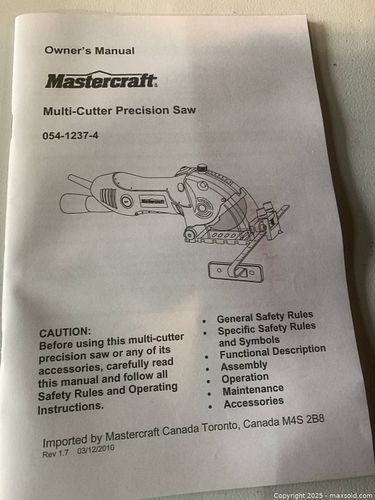 Owner's Manual
Mastercraft®
Multi-Cutter Precision Saw
054-1237-4
Mastercraft
CAUTION:
Before using this multi-cutter
precision saw or any of its
accessories, carefully read
this manual and follow all
Safety Rules and Operating
Instructions.
• General Safety Rules
• Specific Safety Rules
and Symbols
• Functional Description
• Assembly
• Operation
• Maintenance
• Accessories
Imported by Mastercraft Canada Toronto, Canada M4S 2B8
Rev 1.7 03/12/2010
Copyright 2025 - maxsold.com